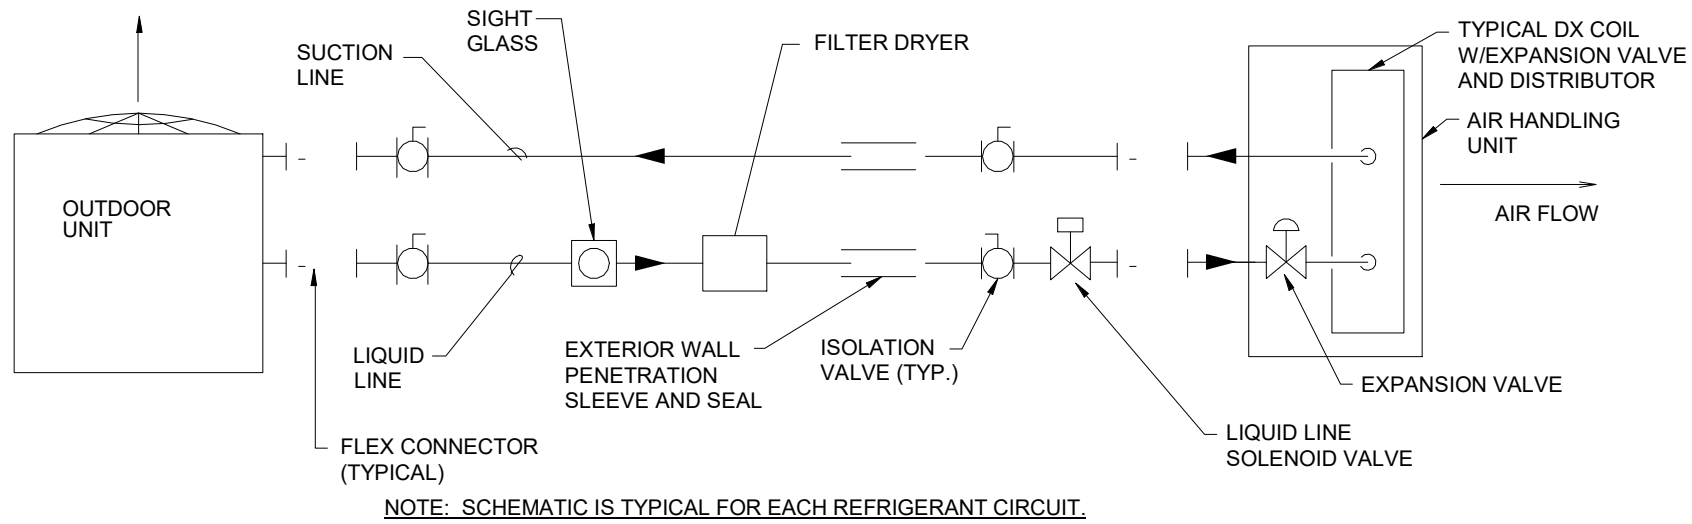 SIGHT
GLASS
SUCTION
LINE
FILTER DRYER
TYPICAL DX COIL
W/EXPANSION VALVE
AND DISTRIBUTOR
AIR HANDLING
UNIT
OUTDOOR
UNIT
AIR FLOW
LIQUID
LINE
EXTERIOR WALL
PENETRATION
SLEEVE AND SEAL
ISOLATION
VALVE (TYP.)
EXPANSION VALVE
FLEX CONNECTOR
(TYPICAL)
LIQUID LINE
SOLENOID VALVE
NOTE: SCHEMATIC IS TYPICAL FOR EACH REFRIGERANT CIRCUIT.